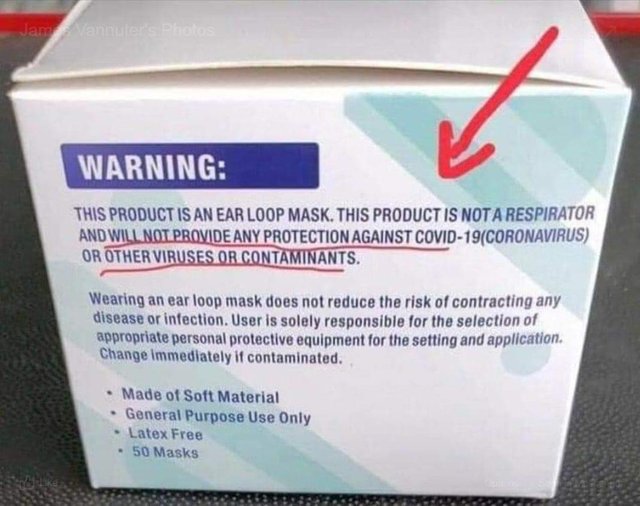 James Vannuter's Photos
WARNING:
THIS PRODUCT IS AN EAR LOOP MASK. THIS PRODUCT IS NOT A RESPIRATOR
AND WILL NOT PROVIDE ANY PROTECTION AGAINST COVID-19(CORONAVIRUS)
OR OTHER VIRUSES OR CONTAMINANTS.
Wearing an ear loop mask does not reduce the risk of contracting any
disease or infection. User is solely responsible for the selection of
appropriate personal protective equipment for the setting and application.
Change immediately if contaminated.
• Made of Soft Material
• General Purpose Use Only
• Latex Free
• 50 Masks
Like